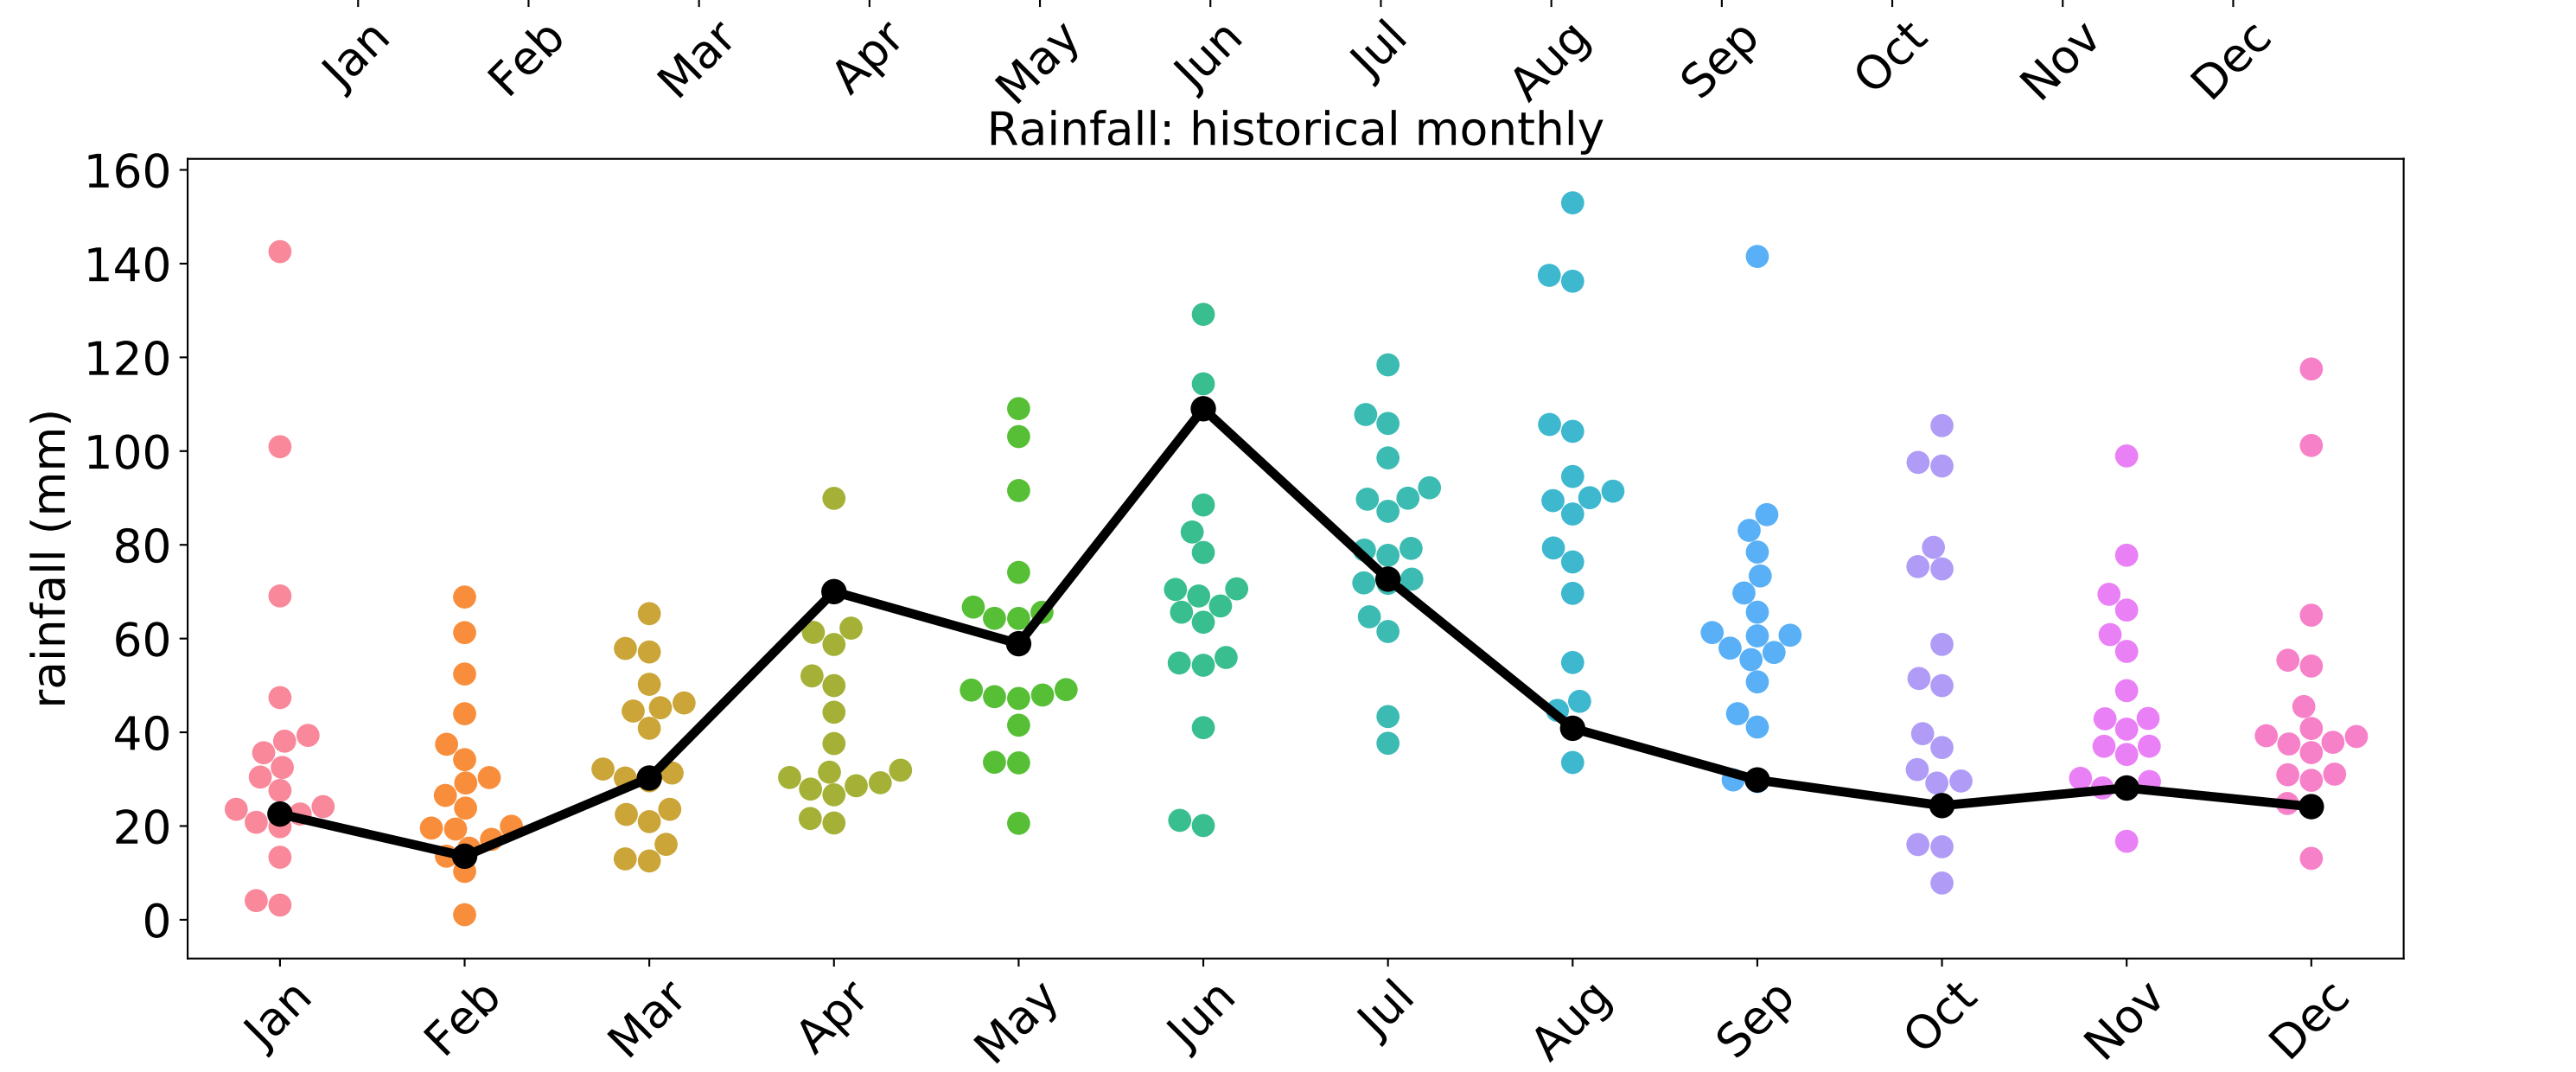 Jan Feb Mar Apr May Jun Jul Aug Sep Oct Nov Dec
Rainfall: historical monthly
rainfall (mm)
160
140
120
100
80
60
40
20
0
Jan Feb Mar Apr May Jun Jul Aug Sep Oct Nov Dec